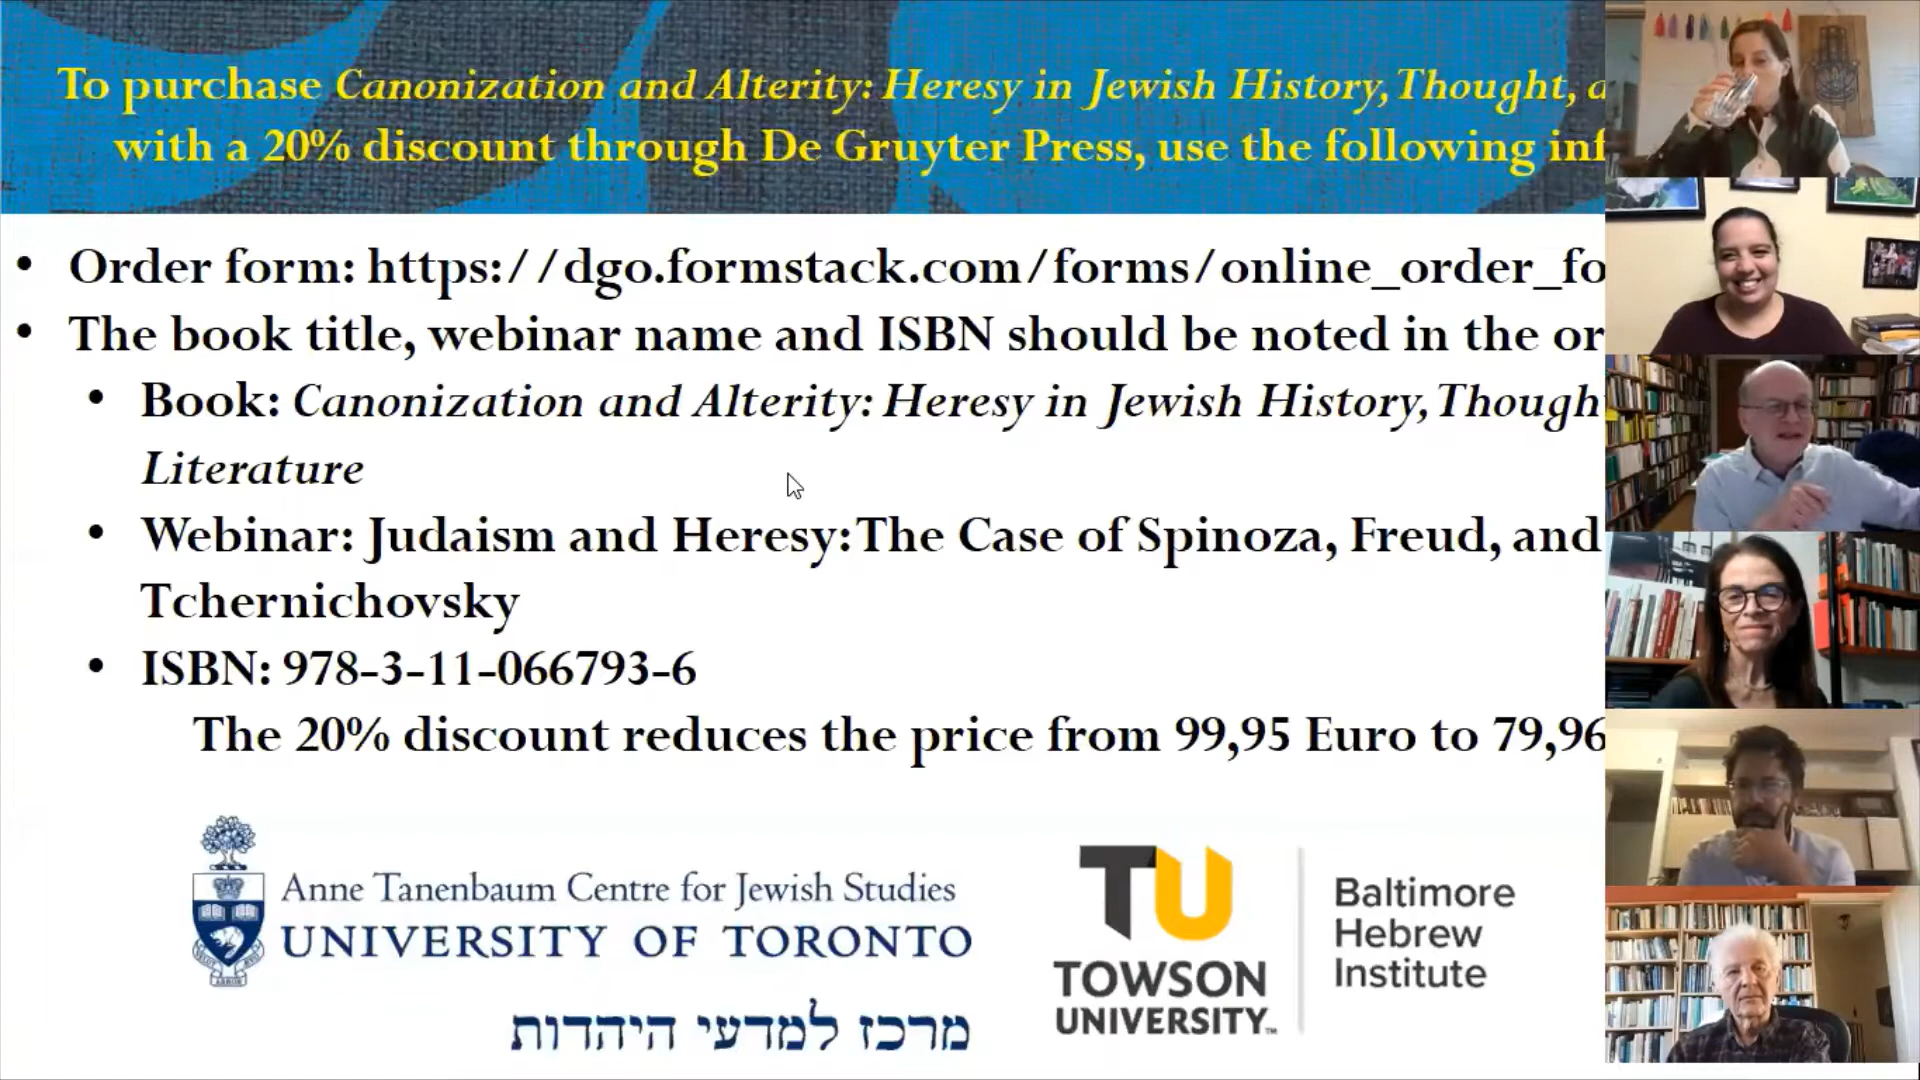 To purchase Canonization and Alterity: Heresy in Jewish History, Thought, a
with a 20% discount through De Gruyter Press, use the following inf
• Order form: https://dgo.formstack.com/forms/online_order_fo
• The book title, webinar name and ISBN should be noted in the or
• Book: Canonization and Alterity: Heresy in Jewish History, Though
Literature
• Webinar: Judaism and Heresy: The Case of Spinoza, Freud, and
Tchernichovsky
• ISBN: 978-3-11-066793-6
The 20% discount reduces the price from 99,95 Euro to 79,96
Anne Tanenbaum Centre for Jewish Studies
UNIVERSITY OF TORONTO
מרכז למדעי היהדות
TU
TOWSON
UNIVERSITY.
Baltimore
Hebrew
Institute